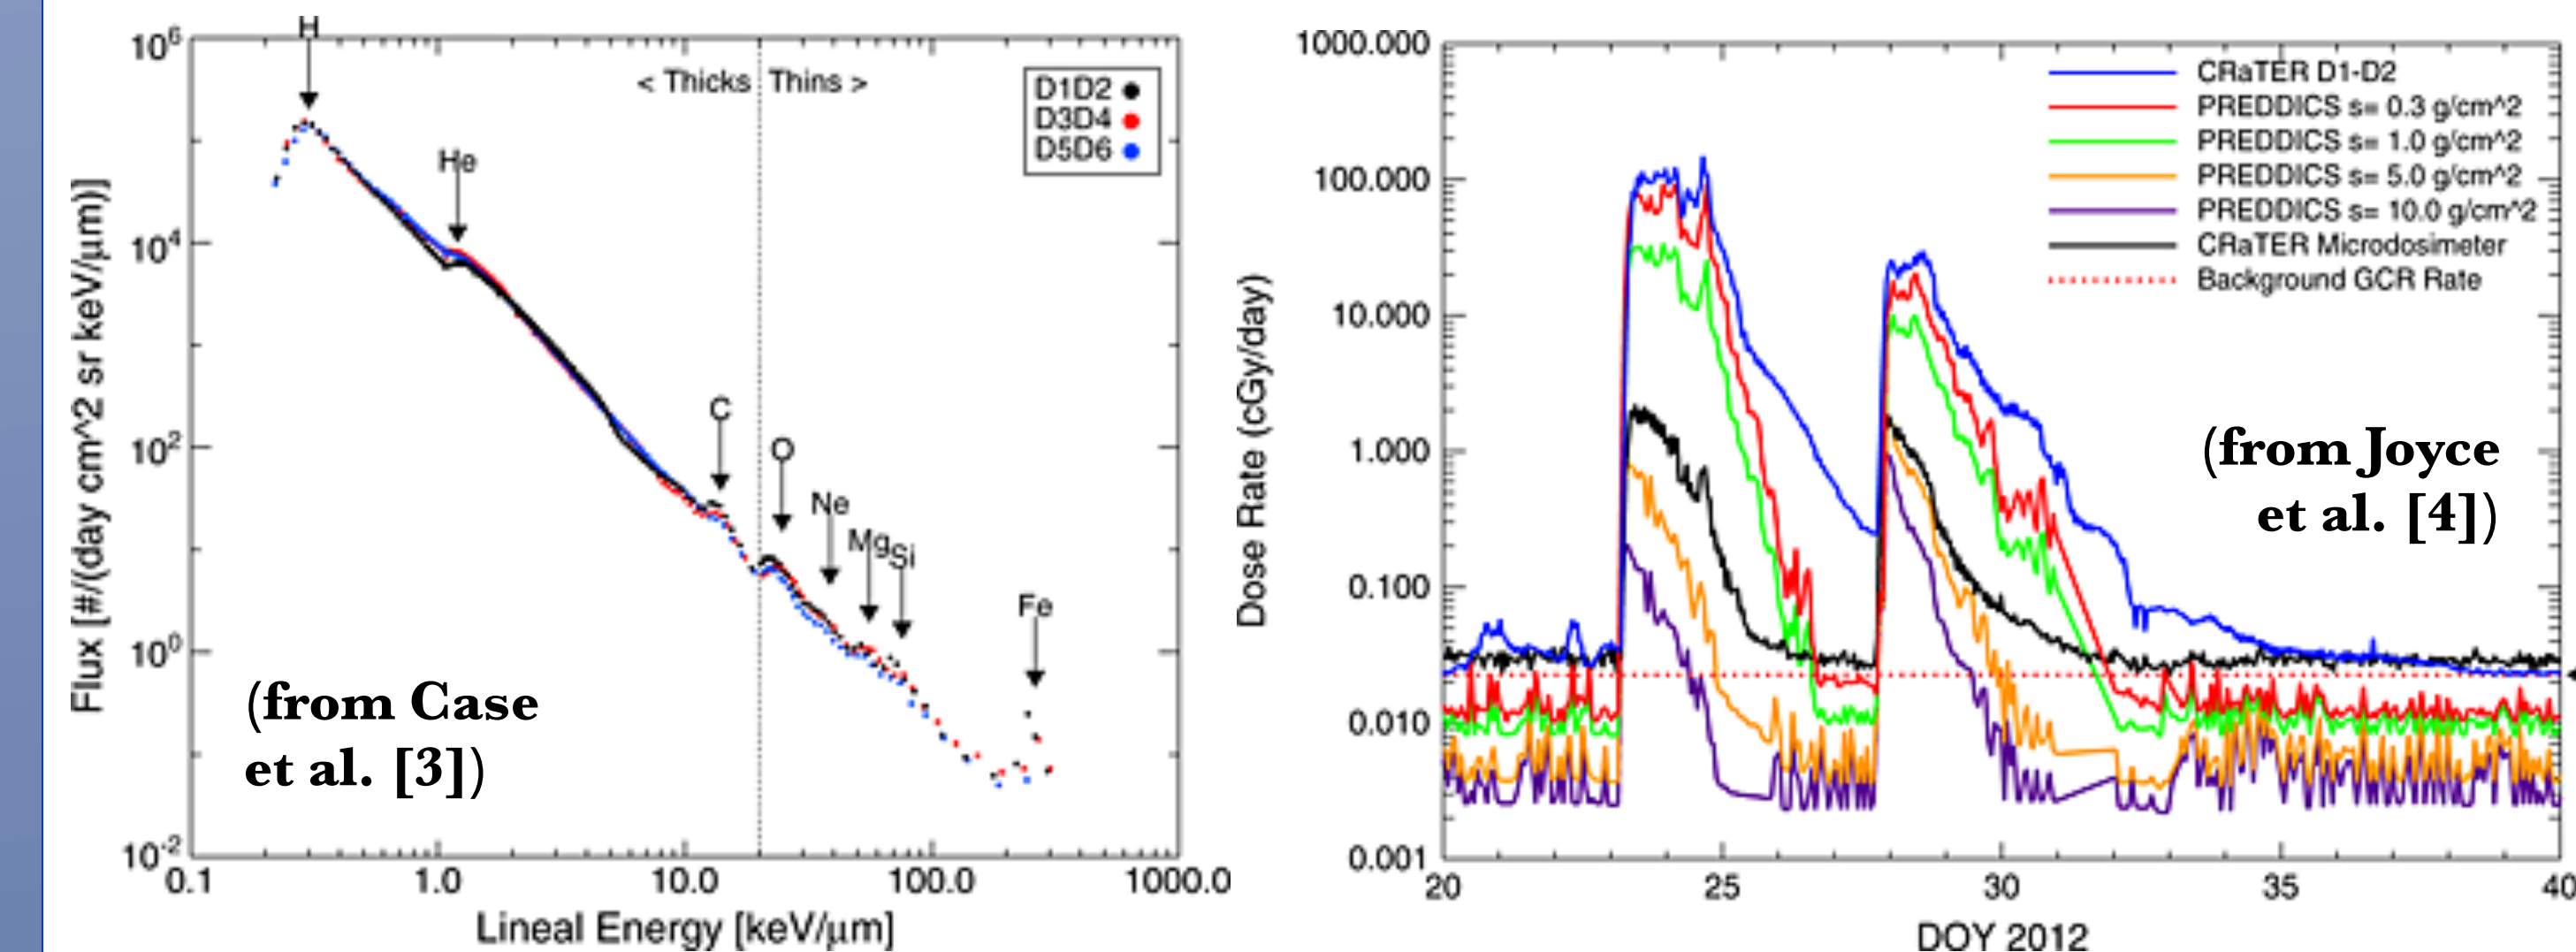 H
10^6
< Thicks
Thins >
D1D2
D3D4
D5D6
He
10^4
C
10^2
O
Ne
Mg
Si
Fe
10^0
(from Case
et al. [3])
10^-2
0.1
1.0
10.0
100.0
1000.0
Flux [#/(day cm^2 sr keV/μm)]
Lineal Energy [keV/μm]
1000.000
100.000
10.000
1.000
0.100
0.010
0.001
Dose Rate (cGy/day)
CRaTER D1-D2
PREDDICS s= 0.3 g/cm^2
PREDDICS s= 1.0 g/cm^2
PREDDICS s= 5.0 g/cm^2
PREDDICS s= 10.0 g/cm^2
CRaTER Microdosimeter
Background GCR Rate
(from Joyce
et al. [4])
20
25
30
35
40
DOY 2012